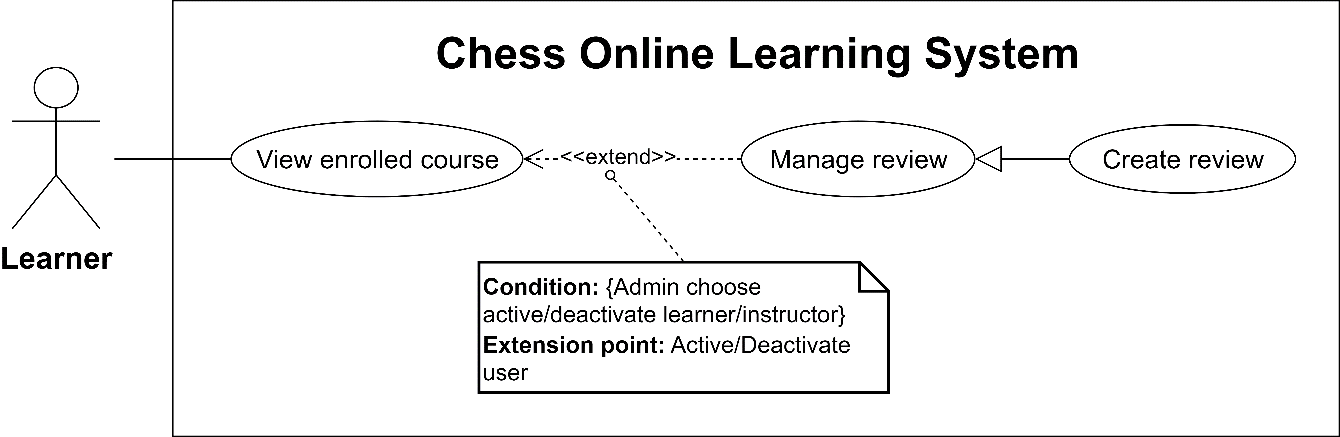 Chess Online Learning System
View enrolled course
<<extend>>
Manage review
Create review
Learner
Condition: {Admin choose
active/deactivate learner/instructor}
Extension point: Active/Deactivate
user